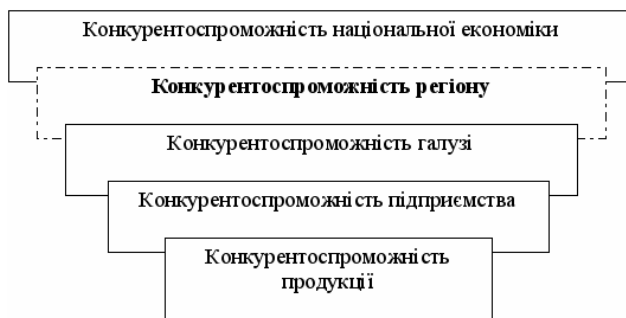 Конкурентоспроможність національної економіки
Конкурентоспроможність регіону
Конкурентоспроможність галузі
Конкурентоспроможність підприємства
Конкурентоспроможність
продукції